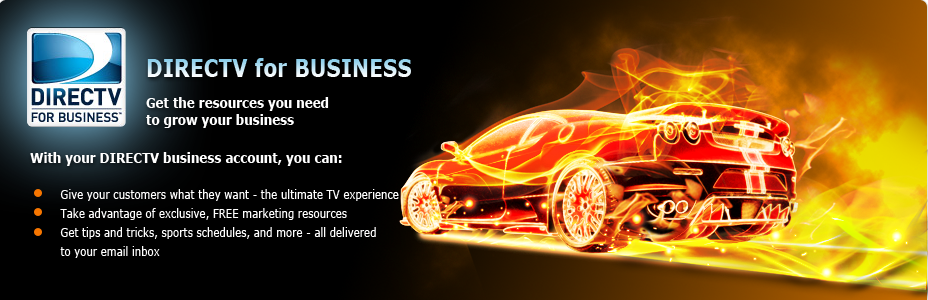 DIRECTV
FOR BUSINESS
DIRECTV for BUSINESS
Get the resources you need
to grow your business
With your DIRECTV business account, you can:
Give your customers what they want - the ultimate TV experience
Take advantage of exclusive, FREE marketing resources
Get tips and tricks, sports schedules, and more - all delivered
to your email inbox